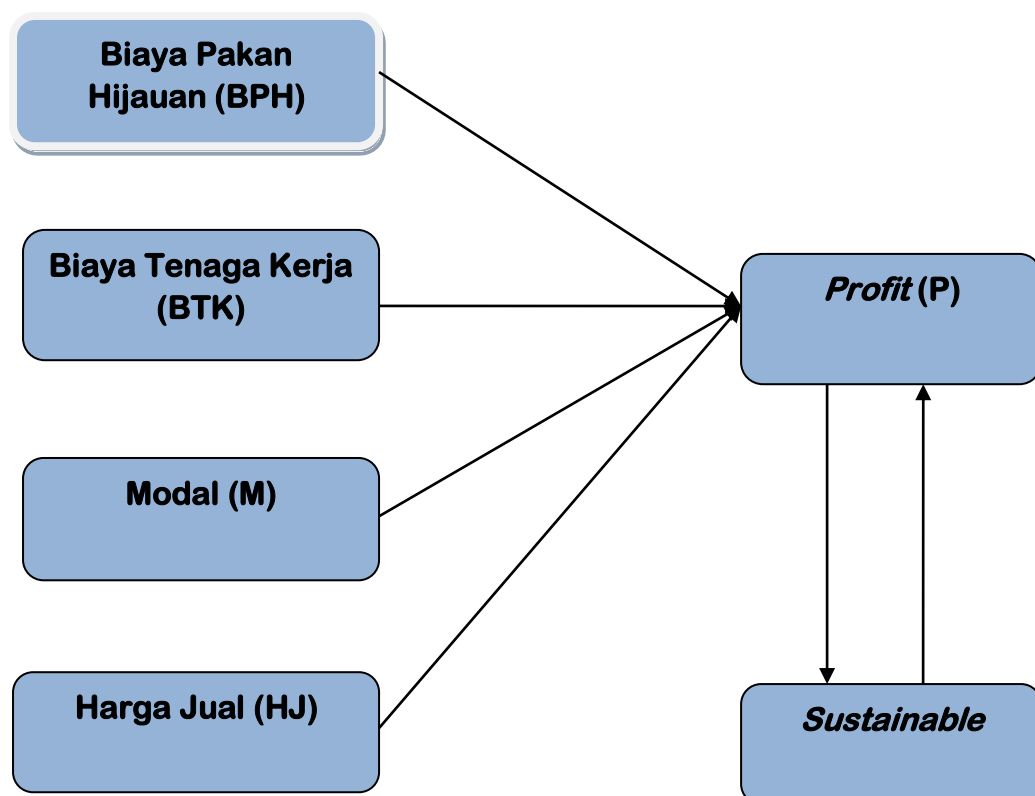 Biaya Pakan
Hijauan (BPH)
Biaya Tenaga Kerja
(BTK)
Profit (P)
Modal (M)
Harga Jual (HJ)
Sustainable